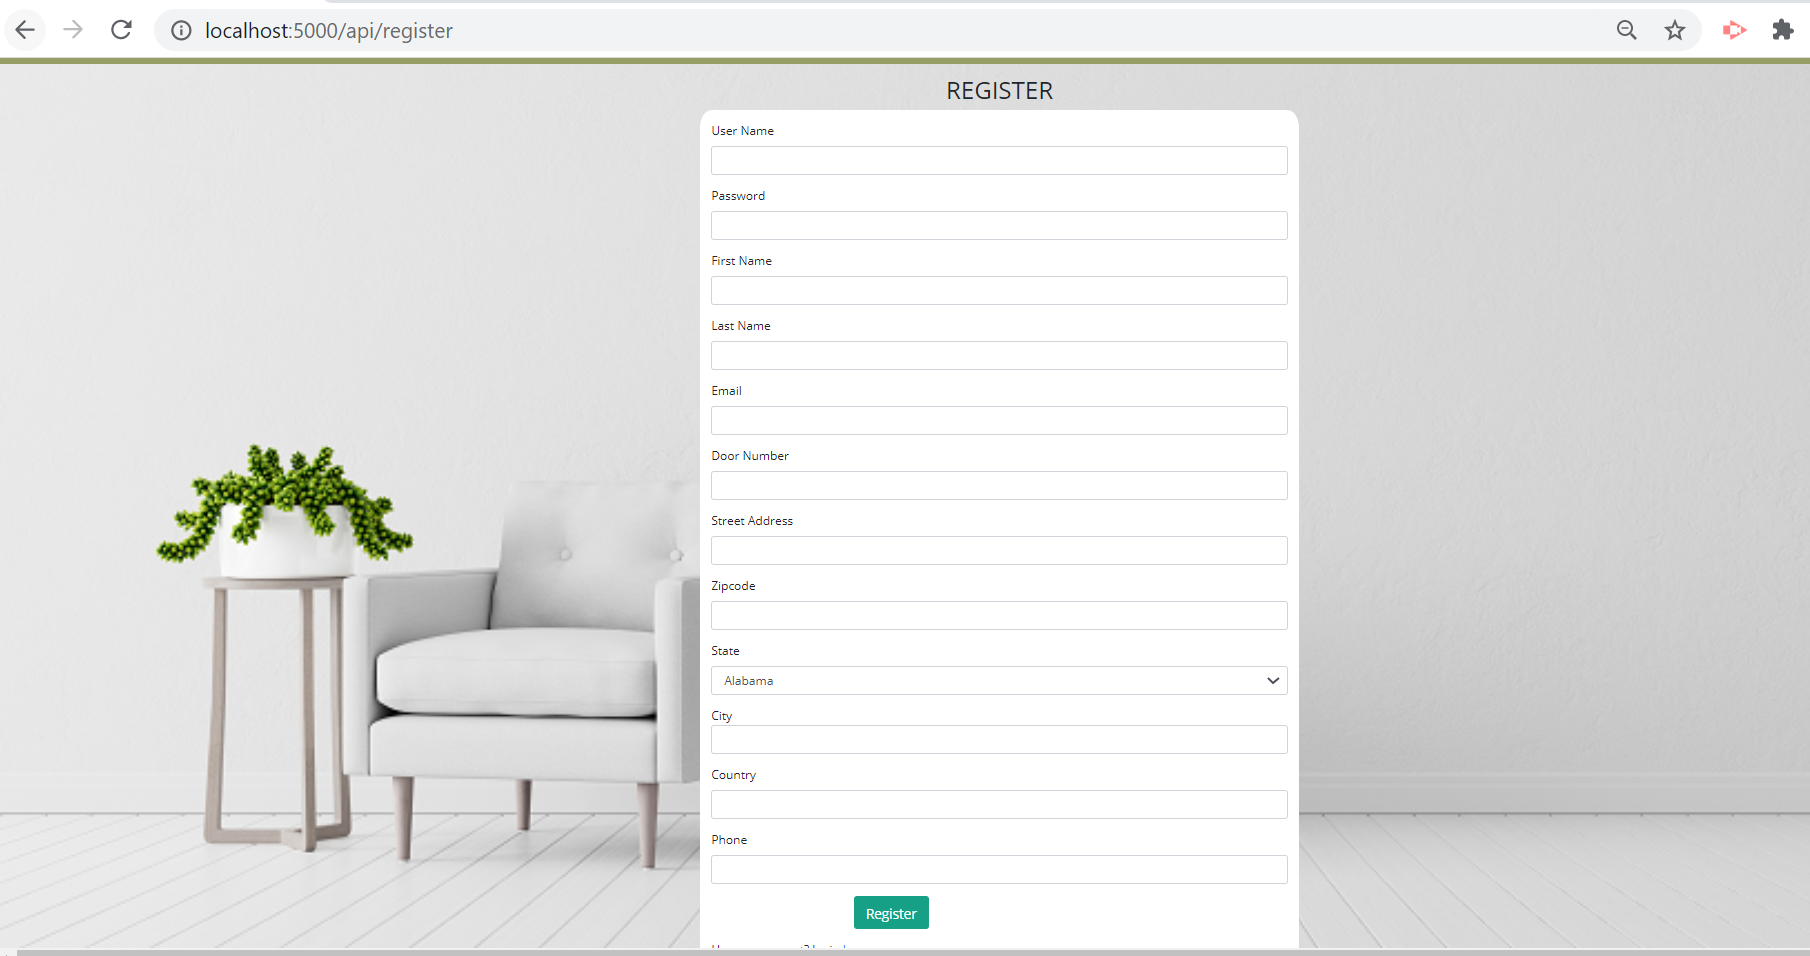 localhost:5000/api/register
REGISTER
User Name
Password
First Name
Last Name
Email
Door Number
Street Address
Zipcode
State
Alabama
City
Country
Phone
Register